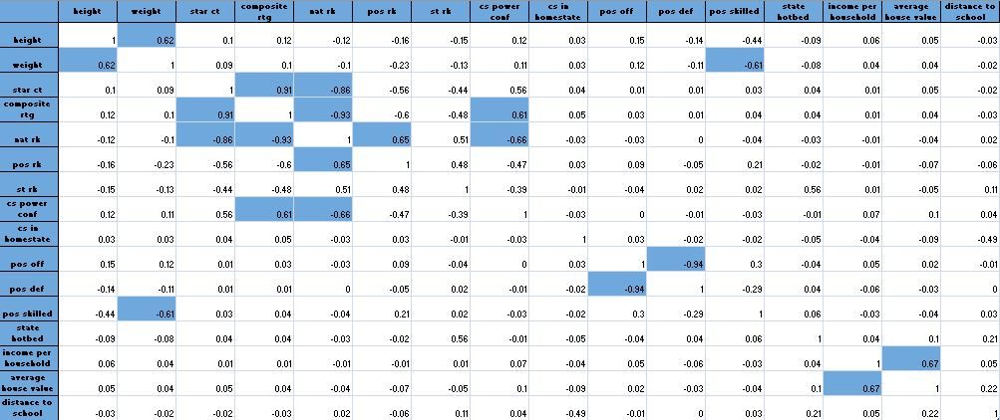 height weight star ct composite rtg nat rk pos rk st rk cs power conf cs in homestate pos off pos def pos skilled state hotbed income per household average house value distance to school
height 1 0.62 0.1 0.12 -0.12 -0.16 -0.15 0.12 0.03 0.15 -0.14 -0.44 -0.09 0.06 0.05 -0.03
weight 0.62 1 0.09 0.1 -0.1 -0.23 -0.13 0.11 0.03 0.12 -0.11 -0.61 -0.08 0.04 0.04 -0.02
star ct 0.1 0.09 1 0.91 -0.86 -0.56 -0.44 0.56 0.04 0.01 0.01 0.03 0.04 0.01 0.05 -0.02
composite rtg 0.12 0.1 0.91 1 -0.93 -0.6 -0.48 0.61 0.05 0.03 0.01 0.04 0.04 0.01 0.04 -0.03
nat rk -0.12 -0.1 -0.86 -0.93 1 0.65 0.51 -0.66 -0.03 -0.03 0 -0.04 -0.03 -0.01 -0.04 0.02
pos rk -0.16 -0.23 -0.56 -0.6 0.65 1 0.48 -0.47 0.03 0.09 -0.05 0.21 -0.02 -0.01 -0.07 -0.06
st rk -0.15 -0.13 -0.44 -0.48 0.51 0.48 1 -0.39 -0.01 -0.04 0.02 0.02 0.56 0.01 -0.05 0.11
cs power conf 0.12 0.11 0.56 0.61 -0.66 -0.47 -0.39 1 -0.03 0 -0.01 -0.03 -0.01 0.07 0.1 0.04
cs in homestate 0.03 0.03 0.04 0.05 -0.03 0.03 -0.01 -0.03 1 0.03 -0.02 -0.02 -0.05 -0.04 -0.09 -0.49
pos off 0.15 0.12 0.01 0.03 -0.03 0.09 -0.04 0 0.03 1 -0.94 0.3 -0.04 0.05 0.02 -0.01
pos def -0.14 -0.11 0.01 0.01 0 -0.05 0.02 -0.01 -0.02 -0.94 1 -0.29 0.04 -0.06 -0.03 0
pos skilled -0.44 -0.61 0.03 0.04 -0.04 0.21 0.02 -0.03 -0.02 0.3 -0.29 1 0.06 -0.03 -0.04 0.03
state hotbed -0.09 -0.08 0.04 0.04 -0.03 -0.02 0.56 -0.01 -0.05 -0.04 0.04 0.06 1 0.04 0.1 0.21
income per household 0.06 0.04 0.01 0.01 -0.01 -0.01 0.01 0.07 -0.04 0.05 -0.06 -0.03 0.04 1 0.67 0.05
average house value 0.05 0.04 0.05 0.04 -0.04 -0.07 -0.05 0.1 -0.09 0.02 -0.03 -0.04 0.1 0.67 1 0.22
distance to school -0.03 -0.02 -0.02 -0.03 0.02 -0.06 0.11 0.04 -0.49 -0.01 0 0.03 0.21 0.05 0.22 1